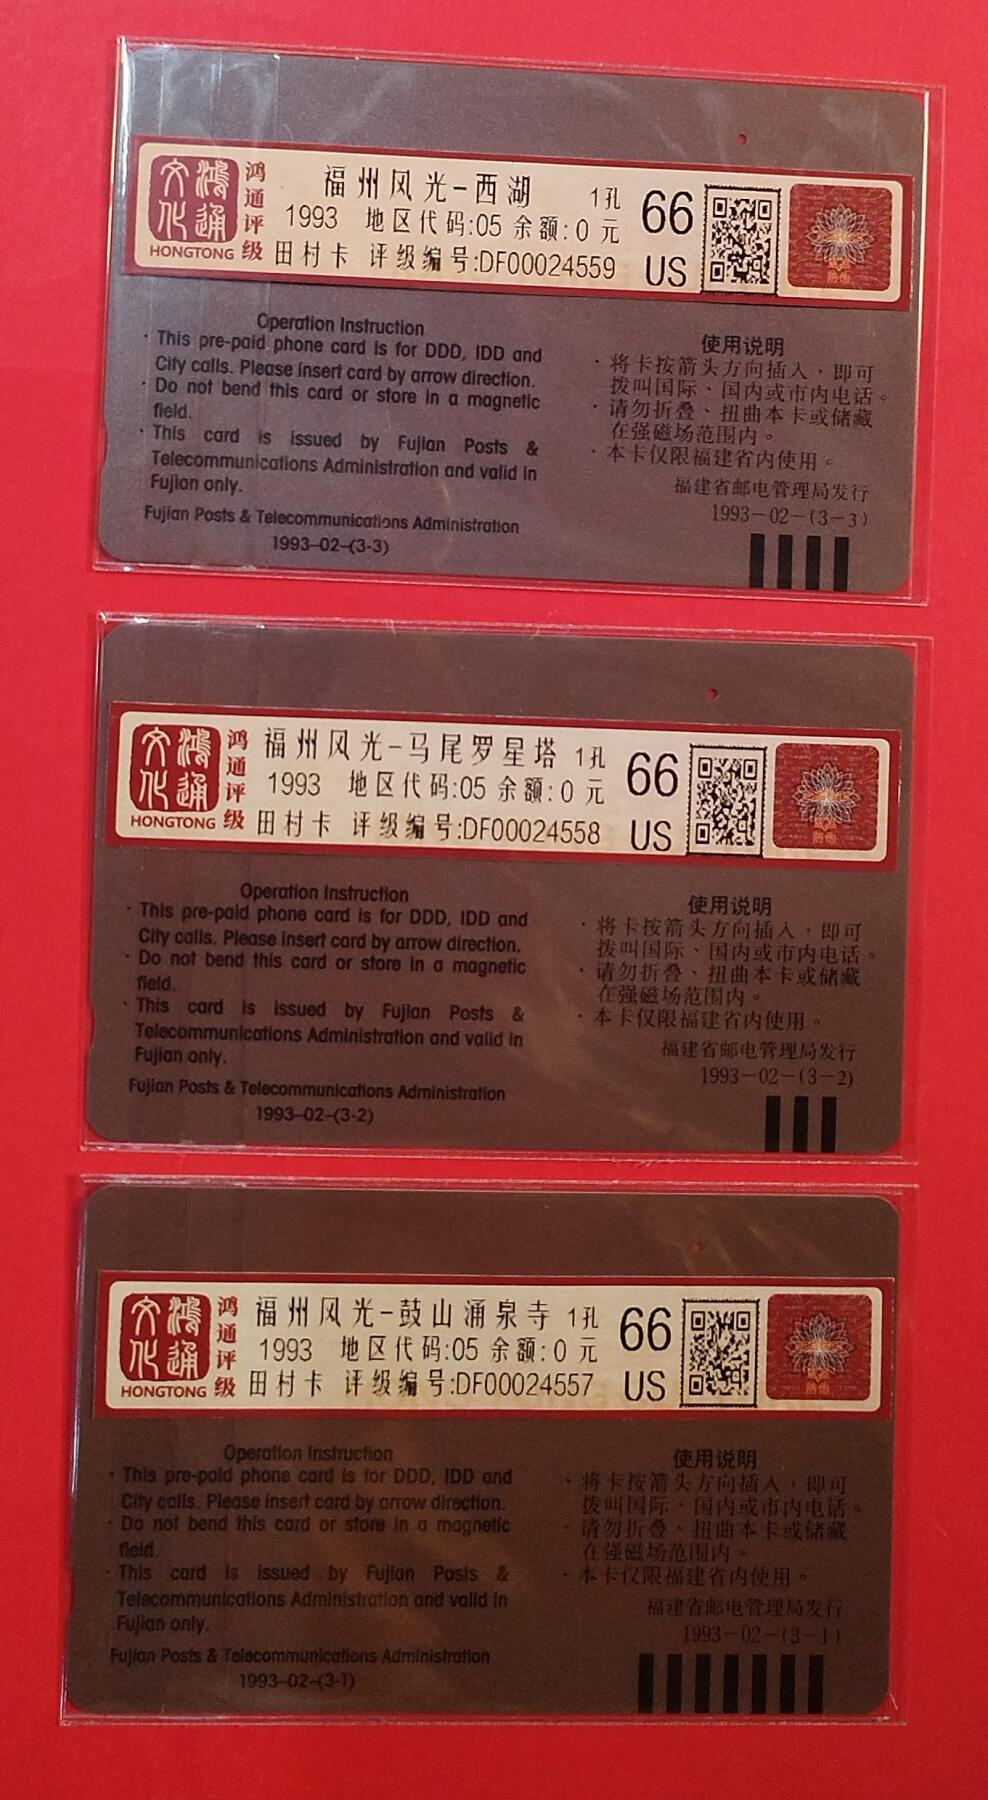 鸿通文化
HONGTONG
鸿通评级
福州风光-西湖 1孔
1993 地区代码:05 余额:0 元
田村卡 评级编号:DF00024559
66
US
防伪
Operation Instruction
· This pre-paid phone card is for DDD, IDD and
City calls. Please insert card by arrow direction.
· Do not bend this card or store in a magnetic
field.
· This card is issued by Fujian Posts &
Telecommunications Administration and valid in
Fujian only.
Fujian Posts & Telecommunications Administration
1993-02-(3-3)
使用说明
· 将卡按箭头方向插入，即可
拨叫国际、国内或市内电话。
· 请勿折叠、扭曲本卡或储藏
在强磁场范围内。
· 本卡仅限福建省内使用。
福建省邮电管理局发行
1993-02-(3-3)
鸿通文化
HONGTONG
鸿通评级
福州风光-马尾罗星塔 1孔
1993 地区代码:05 余额:0 元
田村卡 评级编号:DF00024558
66
US
防伪
Operation Instruction
· This pre-paid phone card is for DDD, IDD and
City calls. Please insert card by arrow direction.
· Do not bend this card or store in a magnetic
field.
· This card is issued by Fujian Posts &
Telecommunications Administration and valid in
Fujian only.
Fujian Posts & Telecommunications Administration
1993-02-(3-2)
使用说明
· 将卡按箭头方向插入，即可
拨叫国际、国内或市内电话。
· 请勿折叠、扭曲本卡或储藏
在强磁场范围内。
· 本卡仅限福建省内使用。
福建省邮电管理局发行
1993-02-(3-2)
鸿通文化
HONGTONG
鸿通评级
福州风光-鼓山涌泉寺 1孔
1993 地区代码:05 余额:0 元
田村卡 评级编号:DF00024557
66
US
防伪
Operation Instruction
· This pre-paid phone card is for DDD, IDD and
City calls. Please insert card by arrow direction.
· Do not bend this card or store in a magnetic
field.
· This card is issued by Fujian Posts &
Telecommunications Administration and valid in
Fujian only.
Fujian Posts & Telecommunications Administration
1993-02-(3-1)
使用说明
· 将卡按箭头方向插入，即可
拨叫国际、国内或市内电话。
· 请勿折叠、扭曲本卡或储藏
在强磁场范围内。
· 本卡仅限福建省内使用。
福建省邮电管理局发行
1993-02-(3-1)